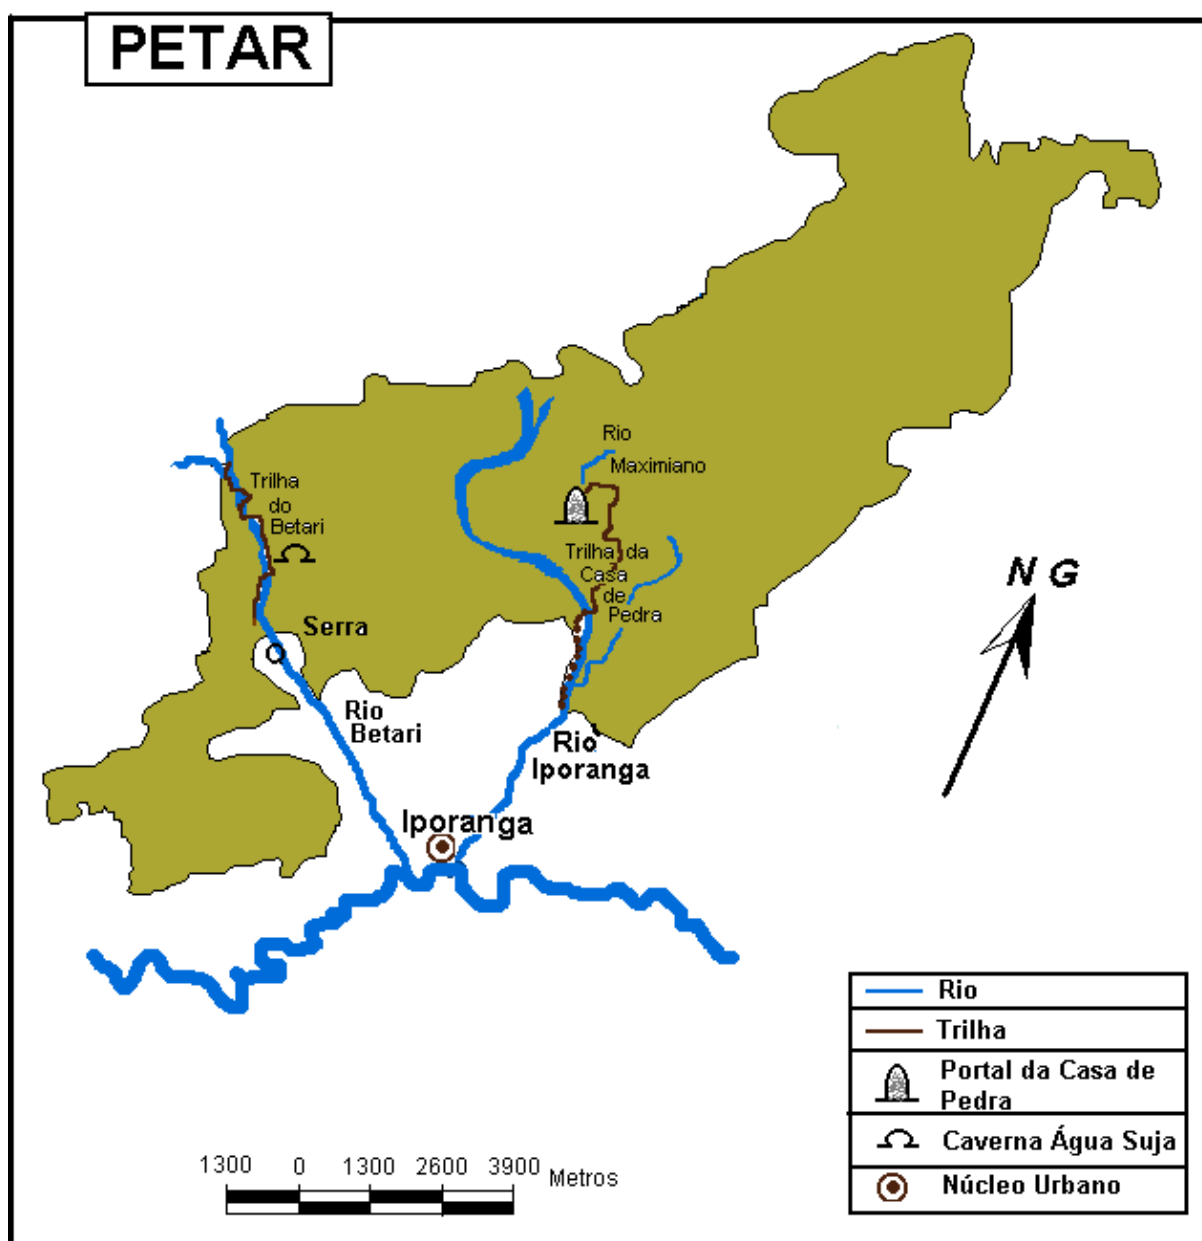 PETAR
Rio
Maximiano
Trilha
do
Betari
Trilha da
Casa
de
Pedra
N G
Serra
Rio
Betari
Rio
Iporanga
Iporanga
Rio
Trilha
Portal da Casa de
Pedra
Caverna Água Suja
Núcleo Urbano
1300 0 1300 2600 3900 Metros